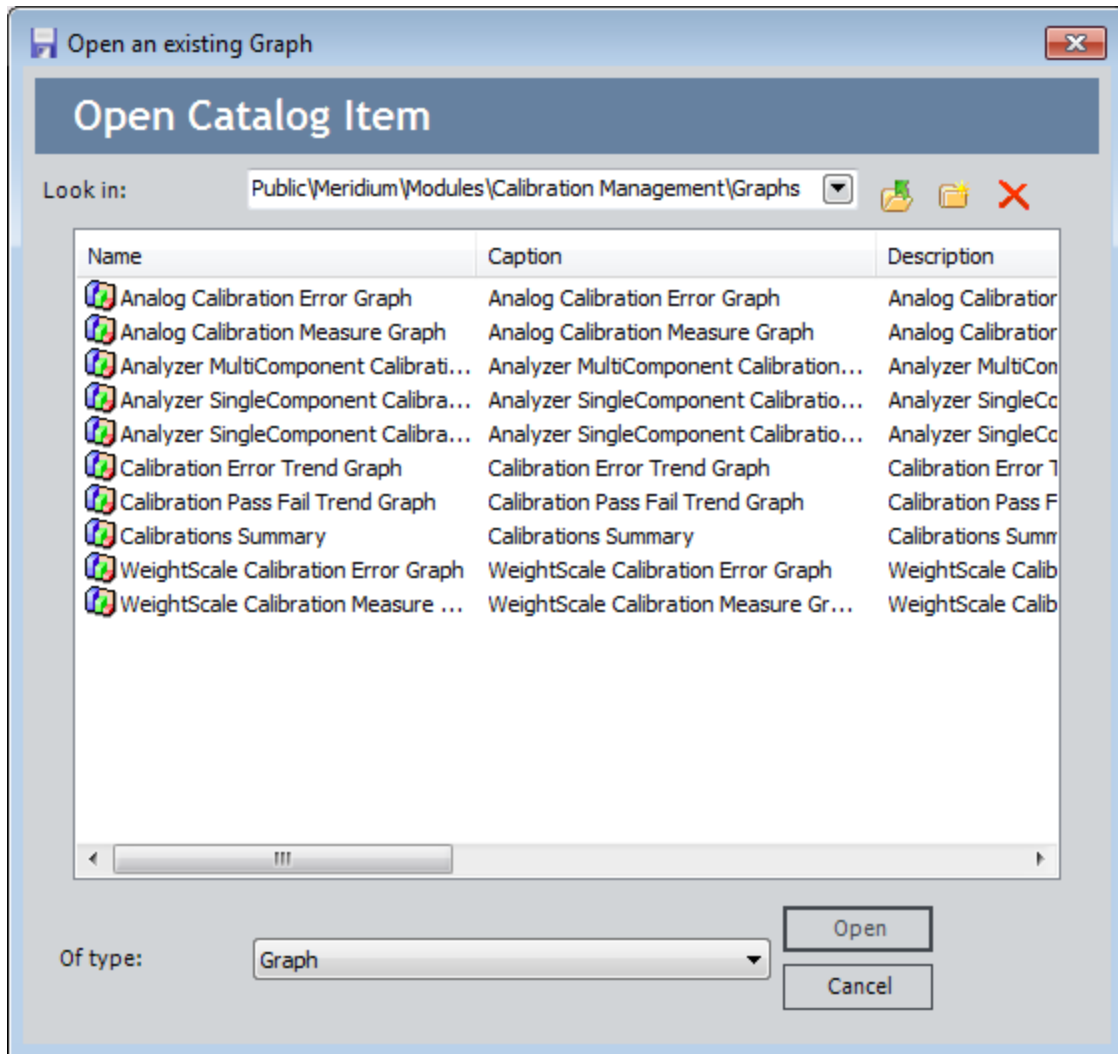 Open an existing Graph
Open Catalog Item
Look in: Public\Meridium\Modules\Calibration Management\Graphs
Name Caption Description
Analog Calibration Error Graph Analog Calibration Error Graph Analog Calibration
Analog Calibration Measure Graph Analog Calibration Measure Graph Analog Calibration
Analyzer MultiComponent Calibrati... Analyzer MultiComponent Calibration... Analyzer MultiCom
Analyzer SingleComponent Calibra... Analyzer SingleComponent Calibratio... Analyzer SingleCo
Analyzer SingleComponent Calibra... Analyzer SingleComponent Calibratio... Analyzer SingleCo
Calibration Error Trend Graph Calibration Error Trend Graph Calibration Error T
Calibration Pass Fail Trend Graph Calibration Pass Fail Trend Graph Calibration Pass F
Calibrations Summary Calibrations Summary Calibrations Summ
WeightScale Calibration Error Graph WeightScale Calibration Error Graph WeightScale Calib
WeightScale Calibration Measure ... WeightScale Calibration Measure Gr... WeightScale Calib
Open
Of type: Graph
Cancel